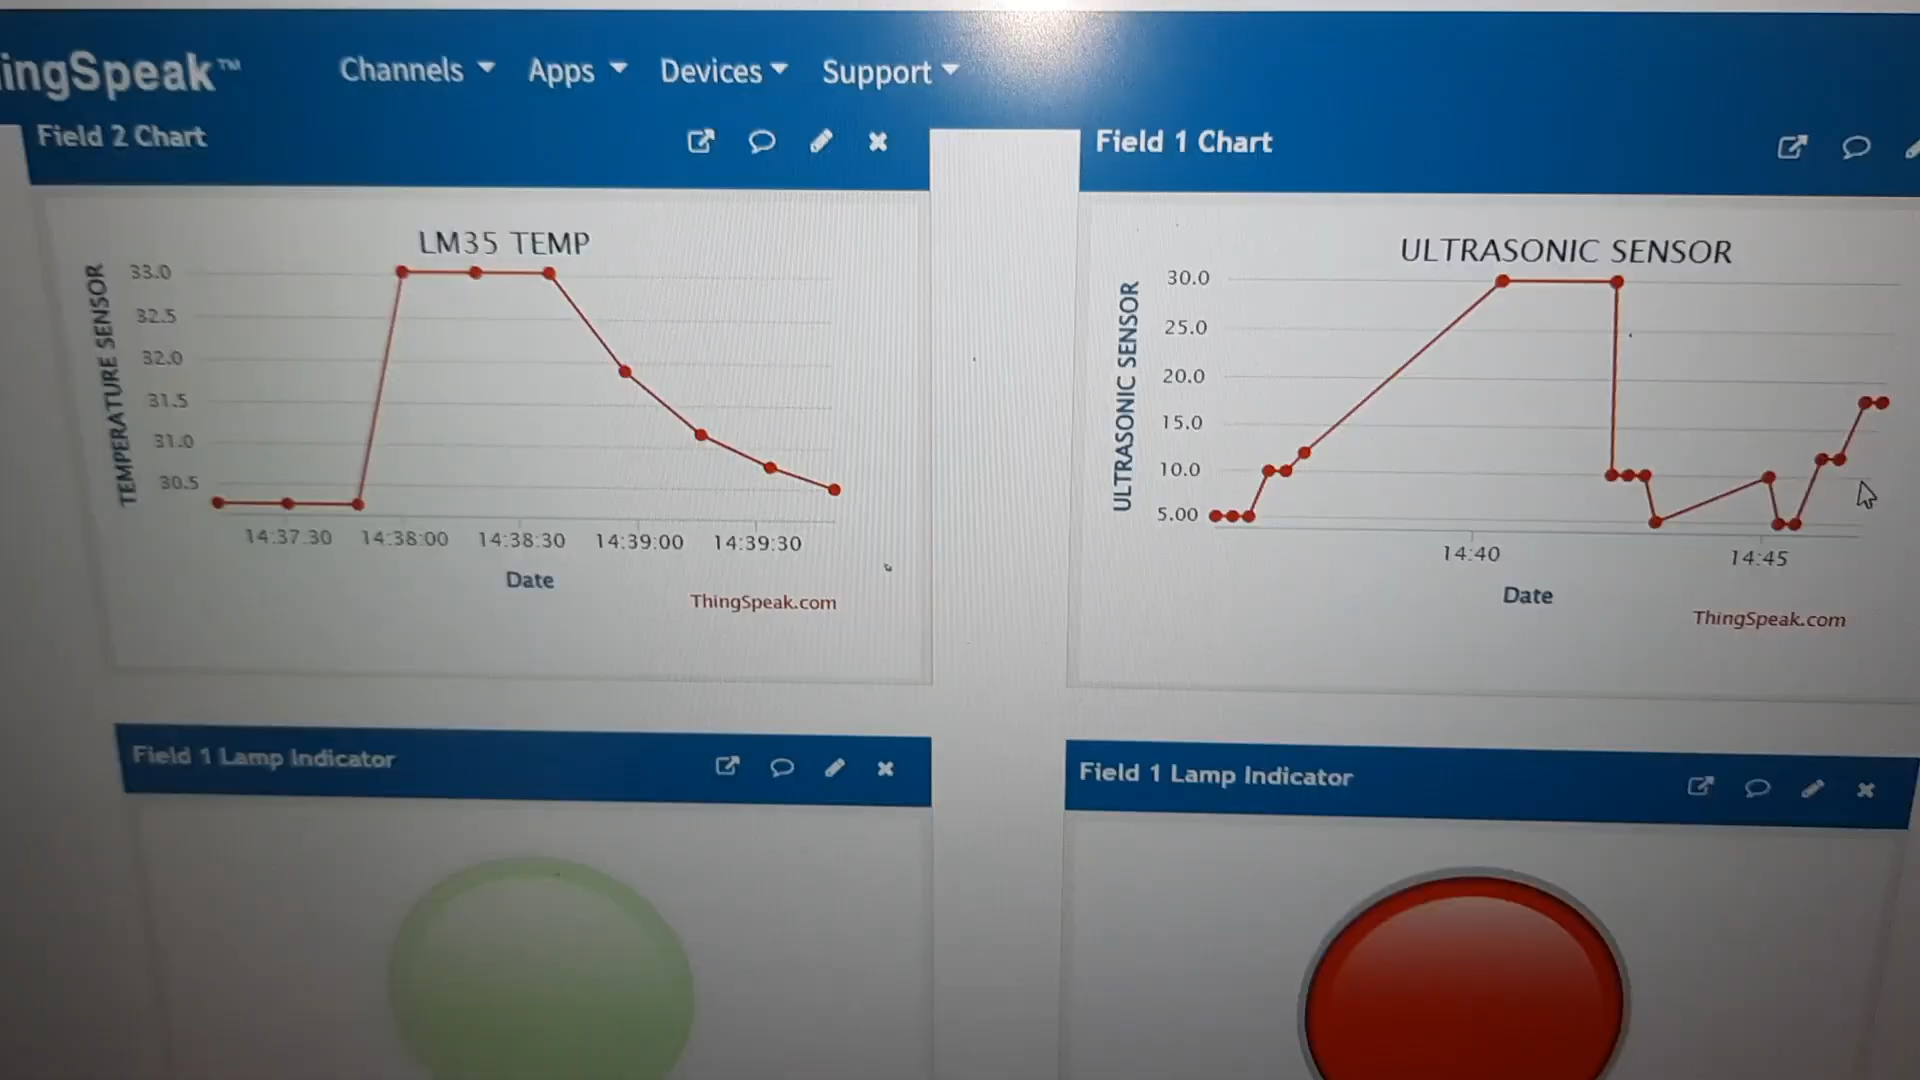 ingSpeak™ Channels Apps Devices Support
Field 2 Chart
LM35 TEMP
TEMPERATURE SENSOR
33.0
32.5
32.0
31.5
31.0
30.5
14:37:30 14:38:00 14:38:30 14:39:00 14:39:30
Date
ThingSpeak.com
Field 1 Chart
ULTRASONIC SENSOR
ULTRASONIC SENSOR
30.0
25.0
20.0
15.0
10.0
5.00
14:40 14:45
Date
ThingSpeak.com
Field 1 Lamp Indicator
Field 1 Lamp Indicator